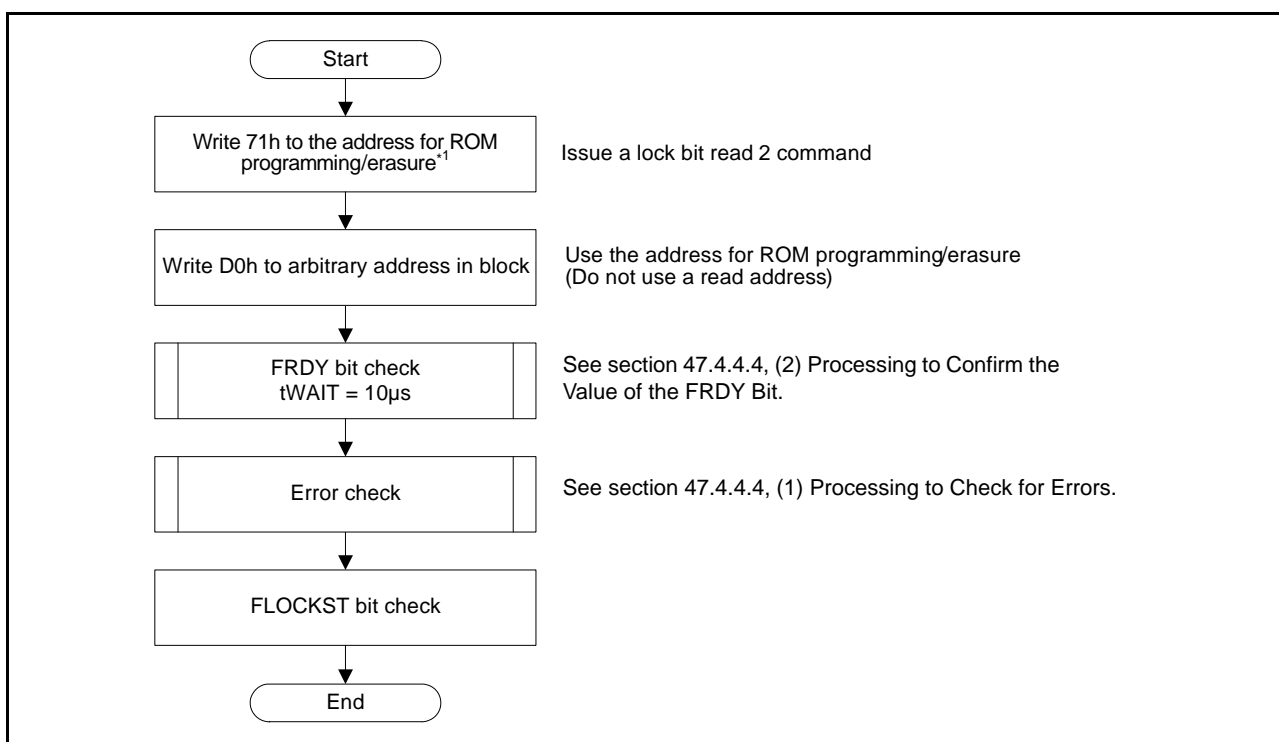 Start
Write 71h to the address for ROM
programming/erasure*1
Issue a lock bit read 2 command
Write D0h to arbitrary address in block
Use the address for ROM programming/erasure
(Do not use a read address)
FRDY bit check
tWAIT = 10µs
See section 47.4.4.4, (2) Processing to Confirm the
Value of the FRDY Bit.
Error check
See section 47.4.4.4, (1) Processing to Check for Errors.
FLOCKST bit check
End